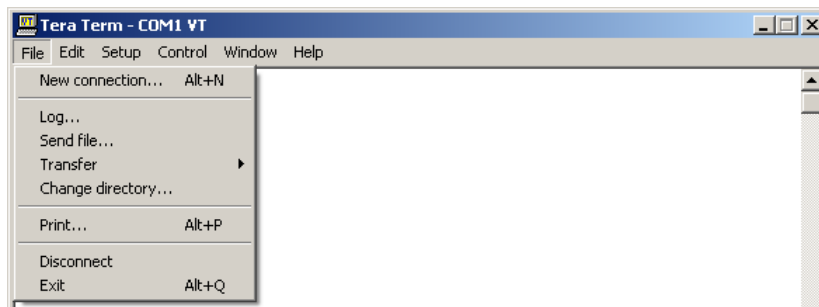 Tera Term - COM1 VT
File Edit Setup Control Window Help
New connection... Alt+N
Log...
Send file...
Transfer
Change directory...
Print... Alt+P
Disconnect
Exit Alt+Q